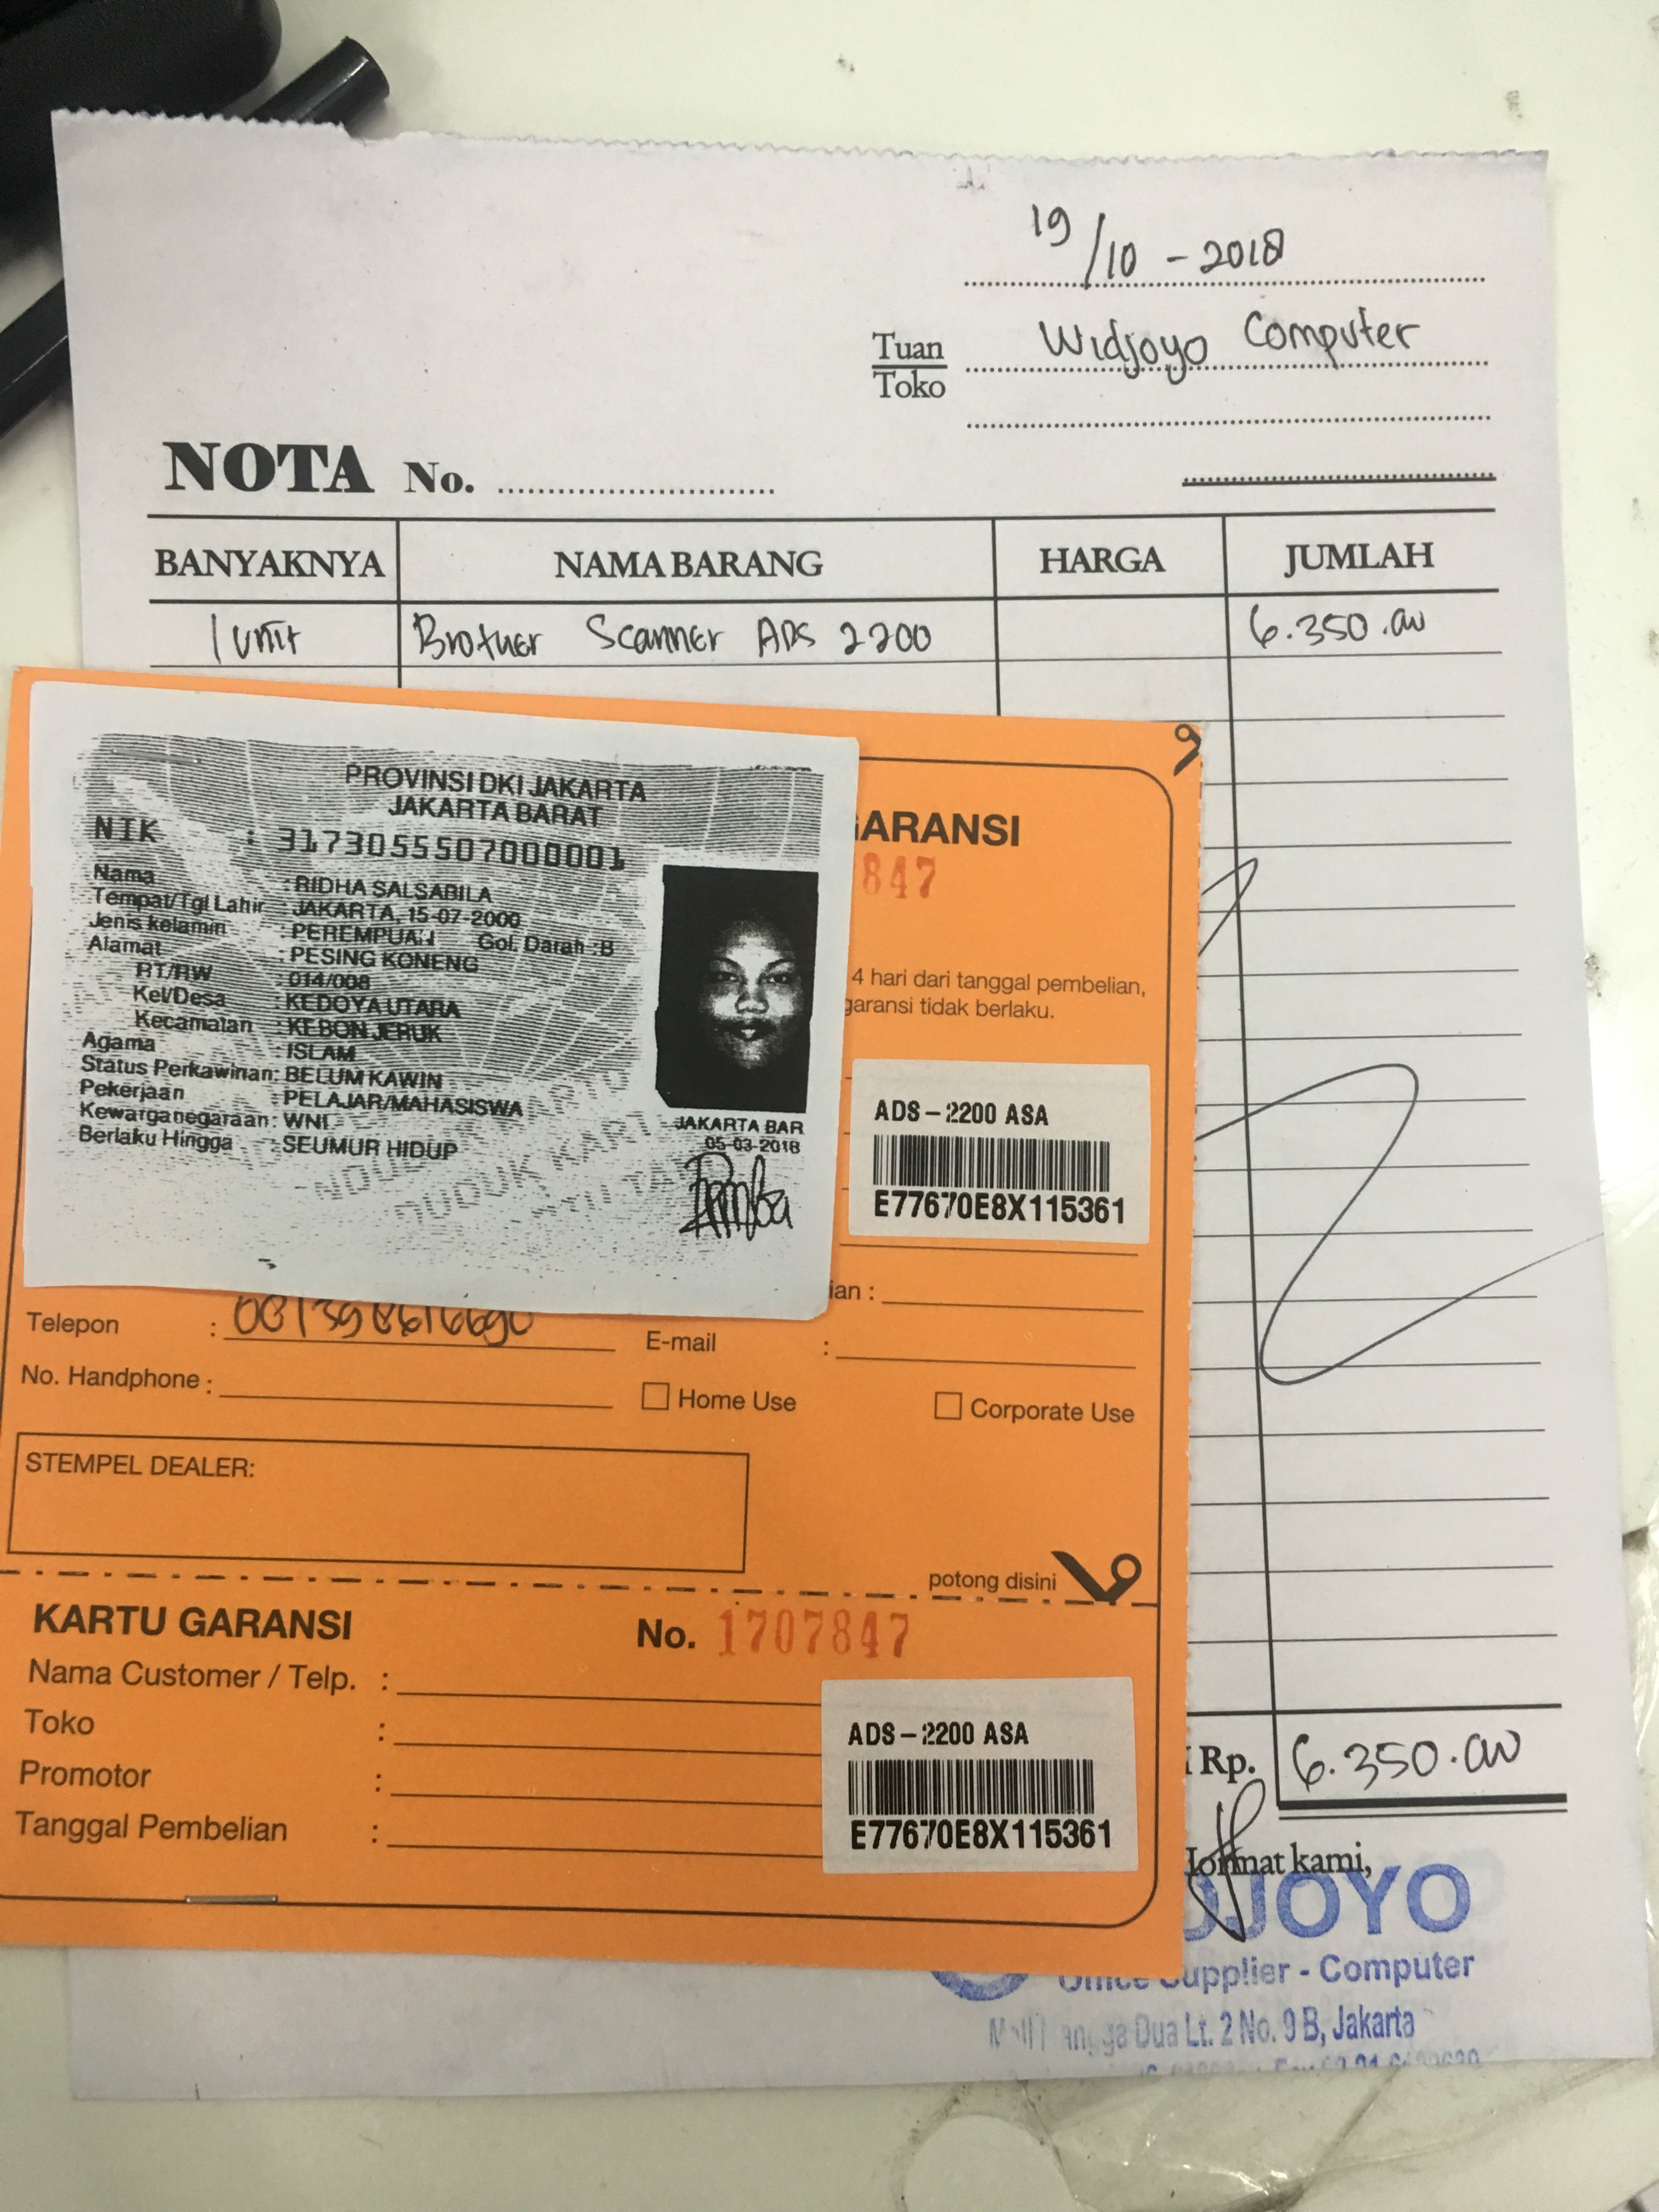 19/10 - 2018
Tuan
Toko
Widjoyo Computer
NOTA No.
BANYAKNYA NAMA BARANG HARGA JUMLAH
1 unit Brother Scanner ADS 2200 6.350.00
PROVINSI DKI JAKARTA
JAKARTA BARAT
NIK : 3173055507000001
Nama : RIDHA SALSABILA
Tempat/Tgl Lahir : JAKARTA, 15-07-2000
Jenis kelamin : PEREMPUAN Gol. Darah : B
Alamat : PESING KONENG
RT/RW : 014/008
Kel/Desa : KEDOYA UTARA
Kecamatan : KEBON JERUK
Agama : ISLAM
Status Perkawinan: BELUM KAWIN
Pekerjaan : PELAJAR/MAHASISWA
Kewarganegaraan: WNI
Berlaku Hingga : SEUMUR HIDUP
JAKARTA BAR
05-03-2018
ARANSI
847
4 hari dari tanggal pembelian,
garansi tidak berlaku.
ADS-2200 ASA
E77670E8X115361
ian :
Telepon :
E-mail :
No. Handphone :
Home Use
Corporate Use
STEMPEL DEALER:
potong disini
KARTU GARANSI No. 1707847
Nama Customer / Telp. :
Toko :
Promotor :
Tanggal Pembelian :
ADS-2200 ASA
E77670E8X115361
Rp. 6.350.00
ormat kami,
DJOYO
Office Supplier - Computer
Dua Lt. 2 No. 9 B, Jakarta